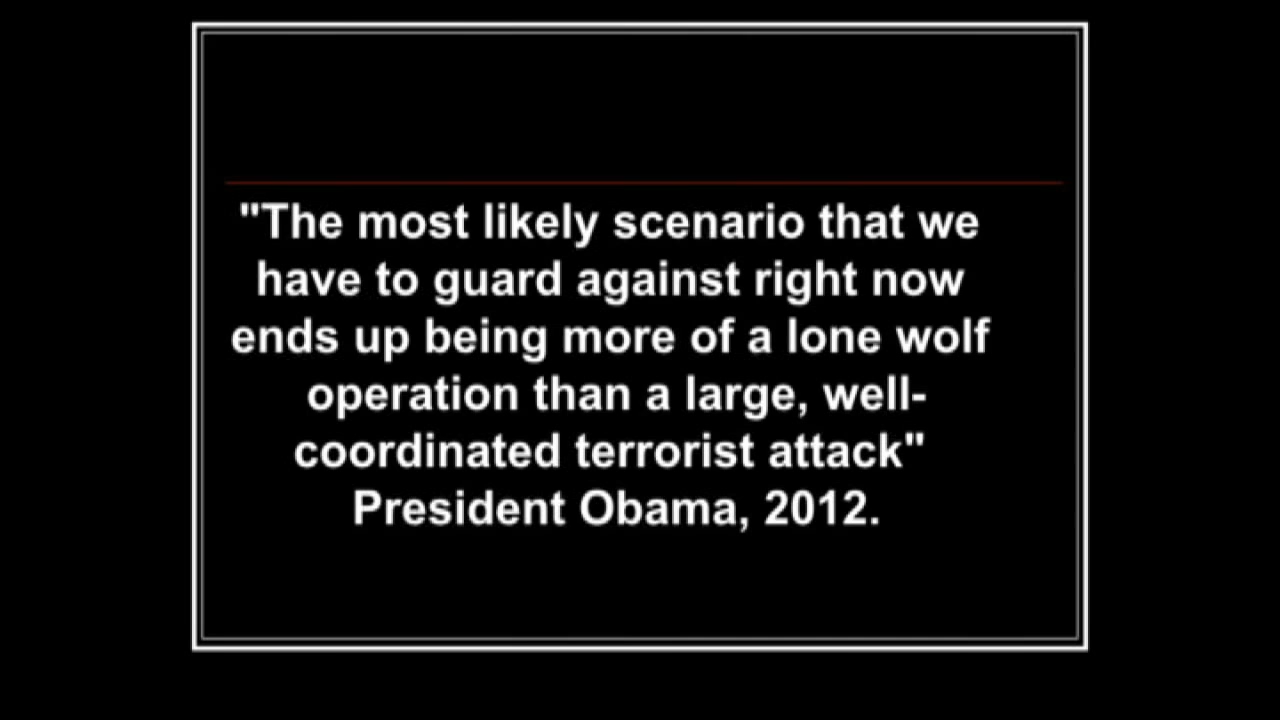 "The most likely scenario that we
have to guard against right now
ends up being more of a lone wolf
operation than a large, well-
coordinated terrorist attack"
President Obama, 2012.